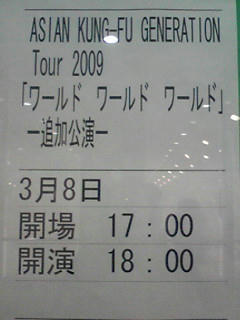 ASIAN KUNG-FU GENERATION
Tour 2009
「ワールド ワールド ワールド」
ー追加公演ー
3月8日
開場 17:00
開演 18:00